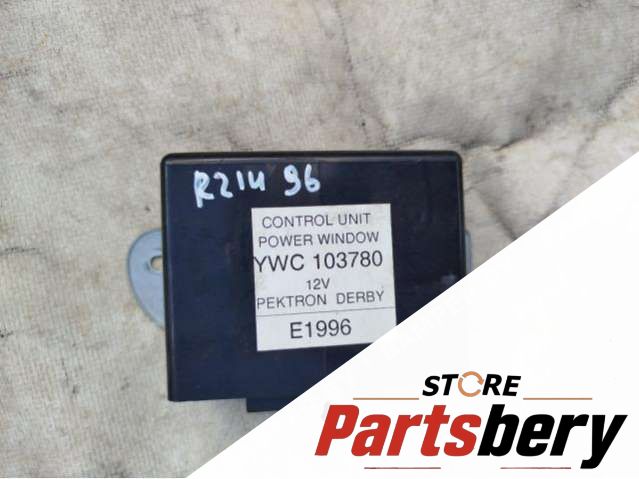 R214 96
CONTROL UNIT
POWER WINDOW
YWC 103780
12V
PEKTRON DERBY
E1996
STORE
Partsbery